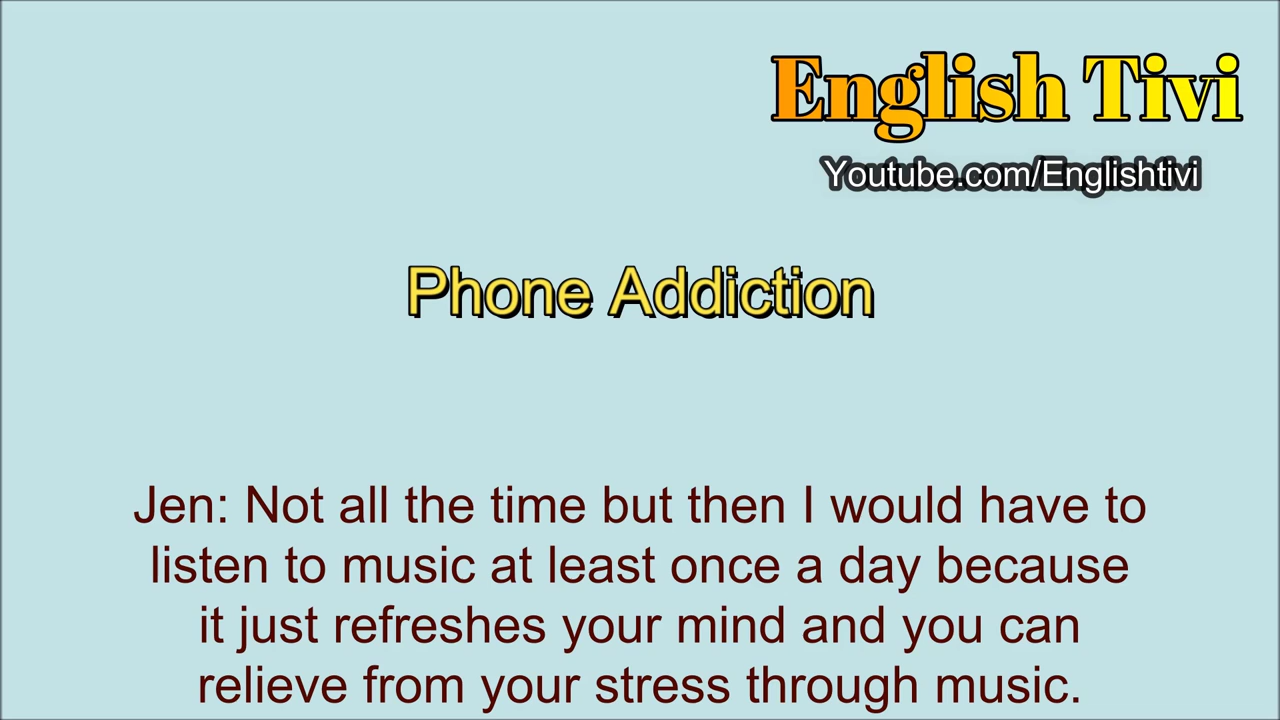 English Tivi
Youtube.com/Englishtivi
Phone Addiction
Jen: Not all the time but then I would have to
listen to music at least once a day because
it just refreshes your mind and you can
relieve from your stress through music.